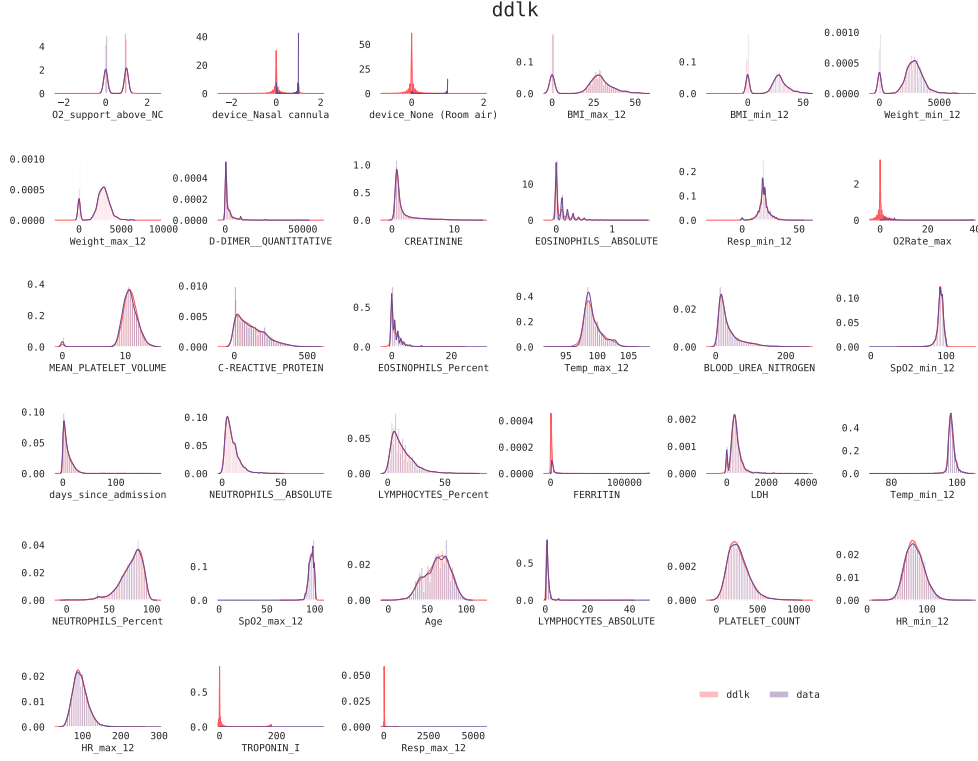 ddlk
4
2
0
−2 0 2
O2_support_above_NC
40
20
0
−2 0 2
device_Nasal cannula
50
25
0
0 2
device_None (Room air)
0.1
0.0
0 25 50
BMI_max_12
0.1
0.0
0 50
BMI_min_12
0.0010
0.0005
0.0000
0 5000
Weight_min_12
0.0010
0.0005
0.0000
0 5000 10000
Weight_max_12
0.0004
0.0002
0.0000
0 50000
D-DIMER__QUANTITATIVE
1.0
0.5
0.0
0 10
CREATININE
10
0
0 1
EOSINOPHILS__ABSOLUTE
0.2
0.1
0.0
0 50
Resp_min_12
2
0
0 20 40
O2Rate_max
0.4
0.2
0.0
0 10
MEAN_PLATELET_VOLUME
0.010
0.005
0.000
0 500
C-REACTIVE_PROTEIN
0.5
0.0
0 20
EOSINOPHILS_Percent
0.4
0.2
0.0
95 100 105
Temp_max_12
0.02
0.00
0 200
BLOOD_UREA_NITROGEN
0.10
0.05
0.00
0 100
SpO2_min_12
0.10
0.05
0.00
0 100
days_since_admission
0.10
0.05
0.00
0 50
NEUTROPHILS__ABSOLUTE
0.05
0.00
0 50
LYMPHOCYTES_Percent
0.0004
0.0002
0.0000
0 100000
FERRITIN
0.002
0.001
0.000
0 2000 4000
LDH
0.4
0.2
0.0
80 100
Temp_min_12
0.04
0.02
0.00
0 50 100
NEUTROPHILS_Percent
0.1
0.0
0 50 100
SpO2_max_12
0.02
0.00
0 50 100
Age
0.5
0.0
0 20 40
LYMPHOCYTES_ABSOLUTE
0.002
0.000
0 500 1000
PLATELET_COUNT
0.02
0.01
0.00
0 100
HR_min_12
0.02
0.01
0.00
100 200 300
HR_max_12
0.5
0.0
0 200
TROPONIN_I
0.050
0.025
0.000
0 2500 5000
Resp_max_12
ddlk data